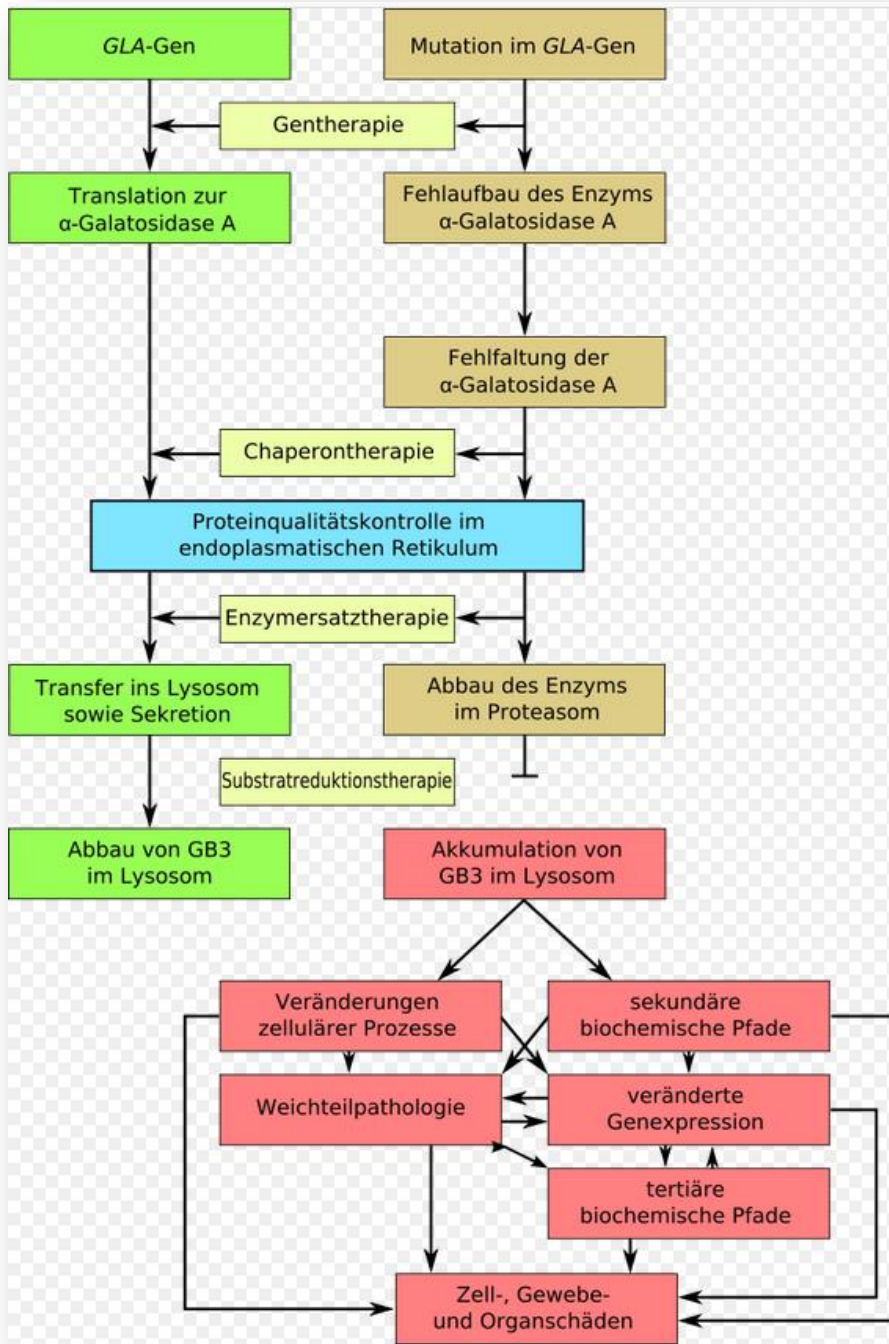 GLA-Gen
Mutation im GLA-Gen
Gentherapie
Translation zur
α-Galatosidase A
Fehlaufbau des Enzyms
α-Galatosidase A
Fehlfaltung der
α-Galatosidase A
Chaperontherapie
Proteinqualitätskontrolle im
endoplasmatischen Retikulum
Enzymersatztherapie
Transfer ins Lysosom
sowie Sekretion
Abbau des Enzyms
im Proteasom
Substratreduktionstherapie
Abbau von GB3
im Lysosom
Akkumulation von
GB3 im Lysosom
Veränderungen
zellulärer Prozesse
sekundäre
biochemische Pfade
Weichteilpathologie
veränderte
Genexpression
tertiäre
biochemische Pfade
Zell-, Gewebe-
und Organschäden